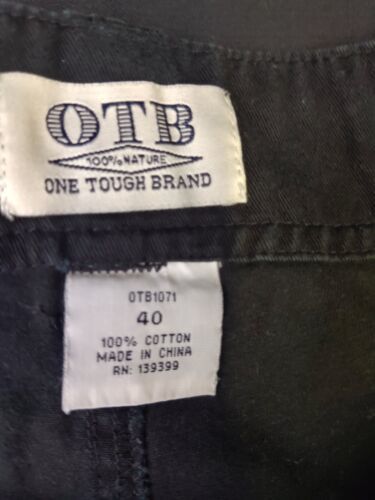 OTB
100% NATURE
ONE TOUGH BRAND
OTB1071
40
100% COTTON
MADE IN CHINA
RN: 139399